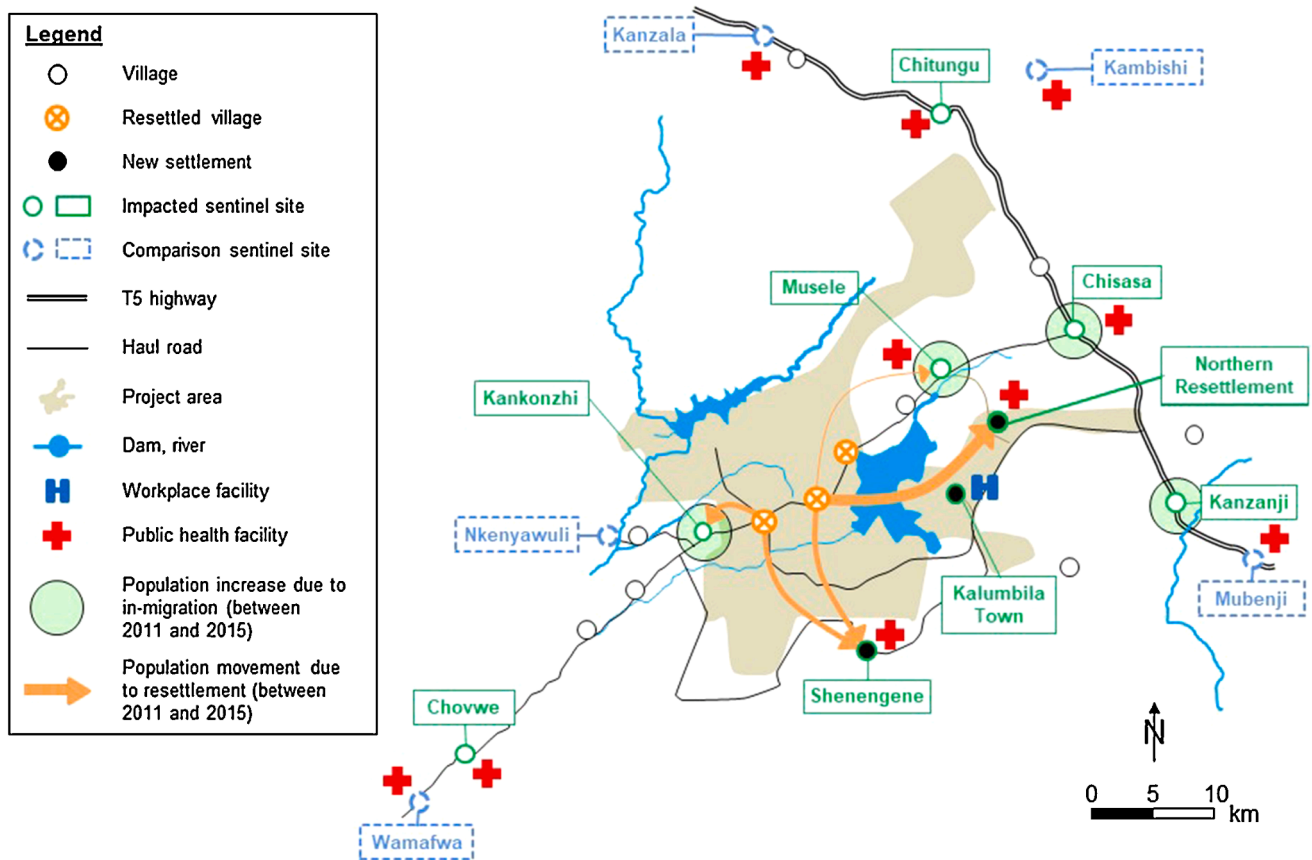 Legend
Village
Resettled village
New settlement
Impacted sentinel site
Comparison sentinel site
T5 highway
Haul road
Project area
Dam, river
Workplace facility
Public health facility
Population increase due to
in-migration (between
2011 and 2015)
Population movement due
to resettlement (between
2011 and 2015)
Kanzala
Chitungu
Kambishi
Musele
Chisasa
Northern
Resettlement
Kankonzhi
Kanzanji
Nkenyawuli
Kalumbila
Town
Mubenji
Shenengene
Chovwe
Wamafwa
N
0 5 10
km